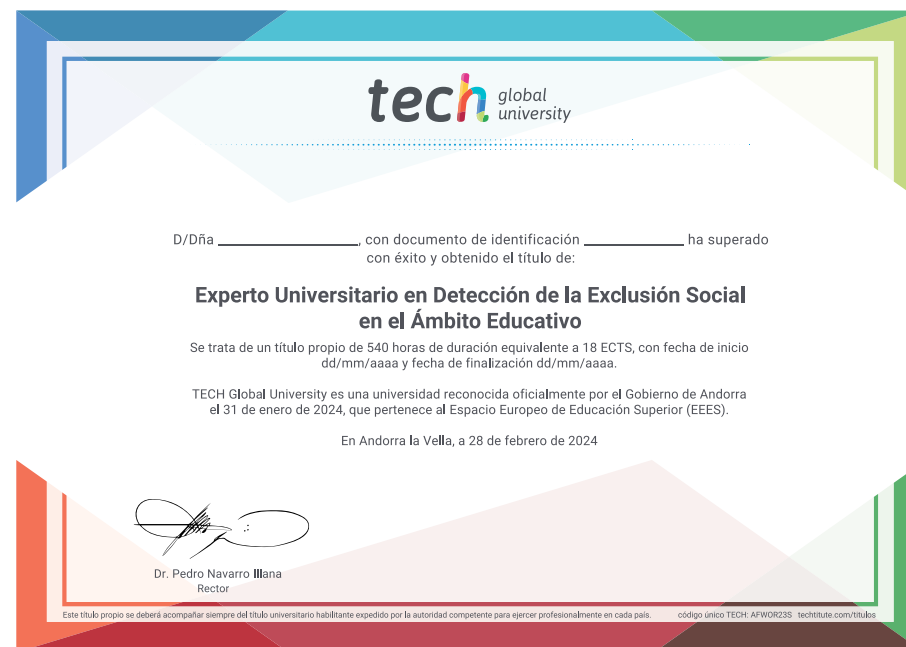 tech global university
D/Dña ____________________, con documento de identificación ______________ ha superado
con éxito y obtenido el título de:
Experto Universitario en Detección de la Exclusión Social
en el Ámbito Educativo
Se trata de un título propio de 540 horas de duración equivalente a 18 ECTS, con fecha de inicio
dd/mm/aaaa y fecha de finalización dd/mm/aaaa.
TECH Global University es una universidad reconocida oficialmente por el Gobierno de Andorra
el 31 de enero de 2024, que pertenece al Espacio Europeo de Educación Superior (EEES).
En Andorra la Vella, a 28 de febrero de 2024
Dr. Pedro Navarro Illana
Rector
Este título propio se deberá acompañar siempre del título universitario habilitante expedido por la autoridad competente para ejercer profesionalmente en cada país. código único TECH: AFWOR23S techtitute.com/titulos